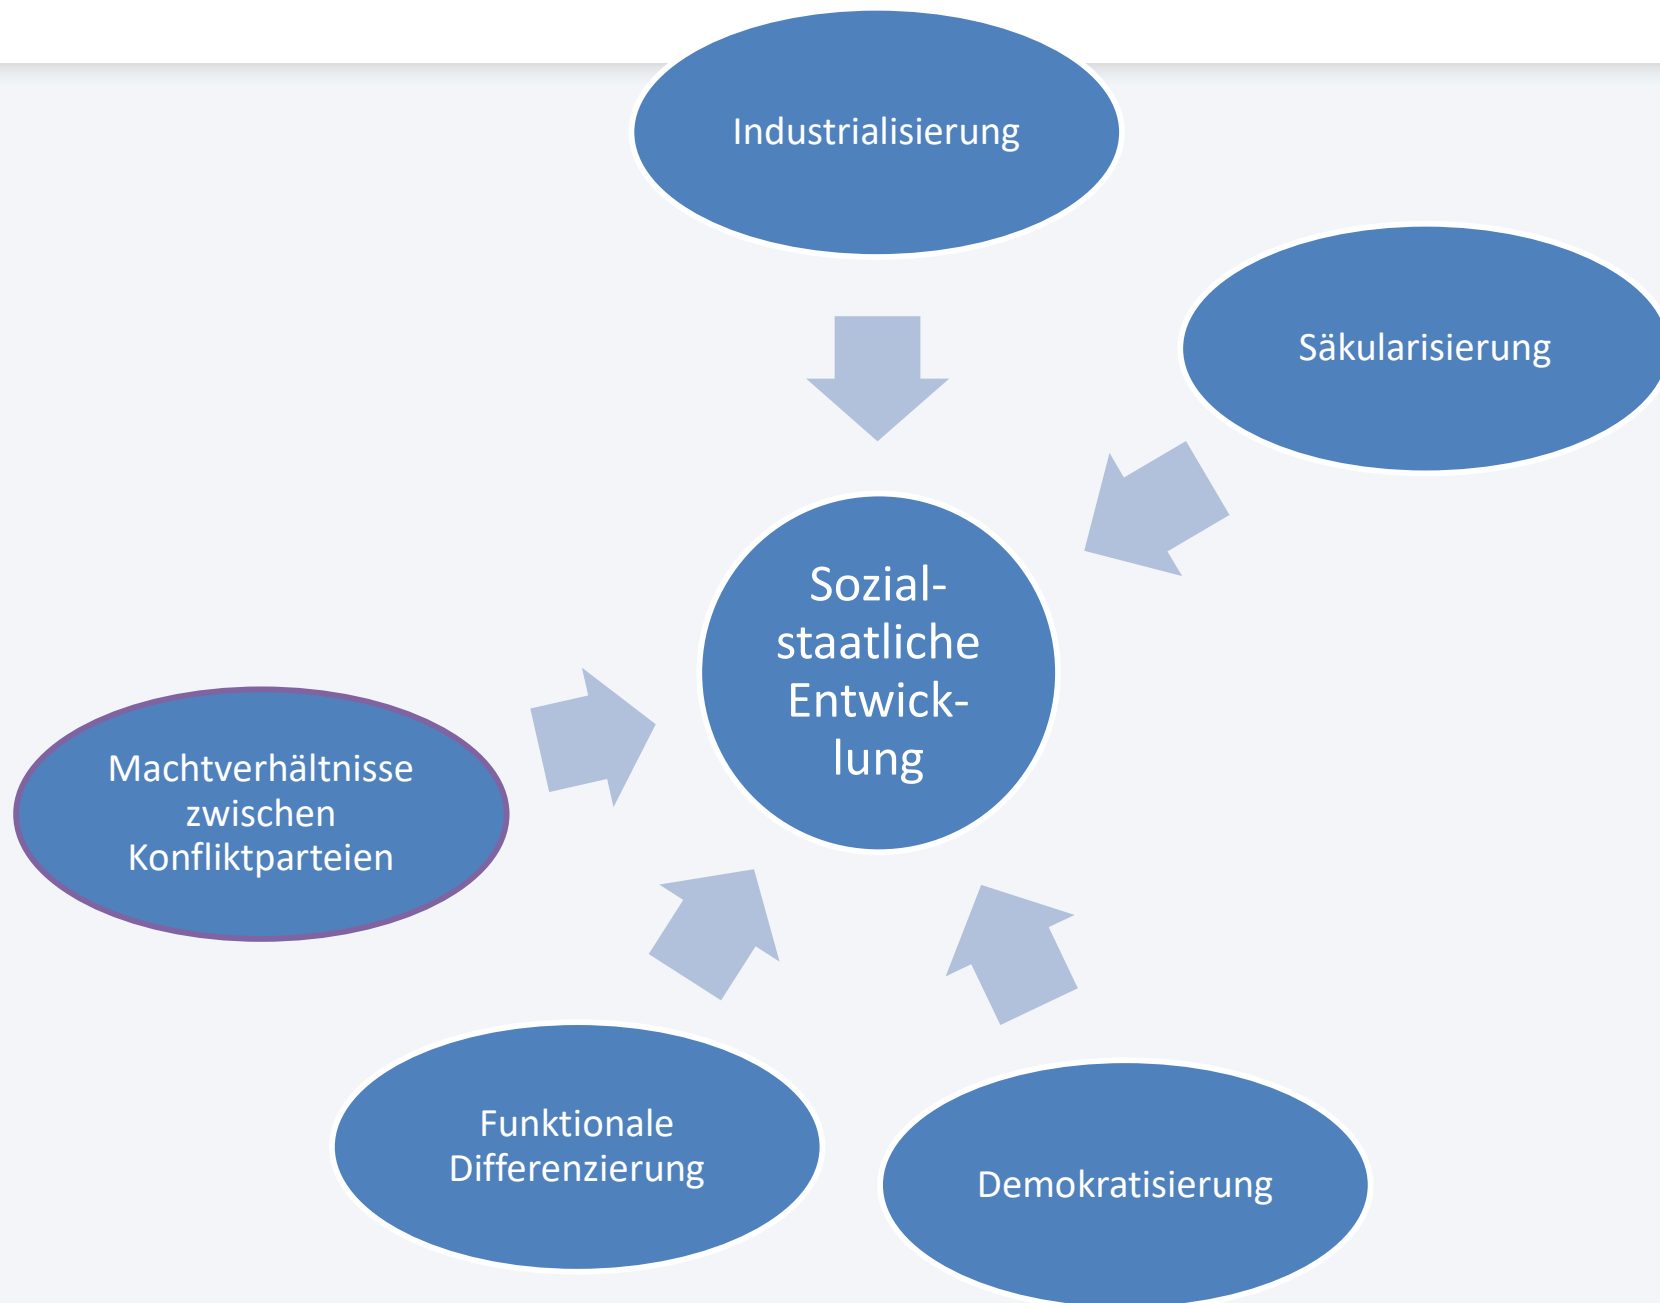 Industrialisierung
Säkularisierung
Sozial-
staatliche
Entwick-
lung
Machtverhältnisse
zwischen
Konfliktparteien
Funktionale
Differenzierung
Demokratisierung